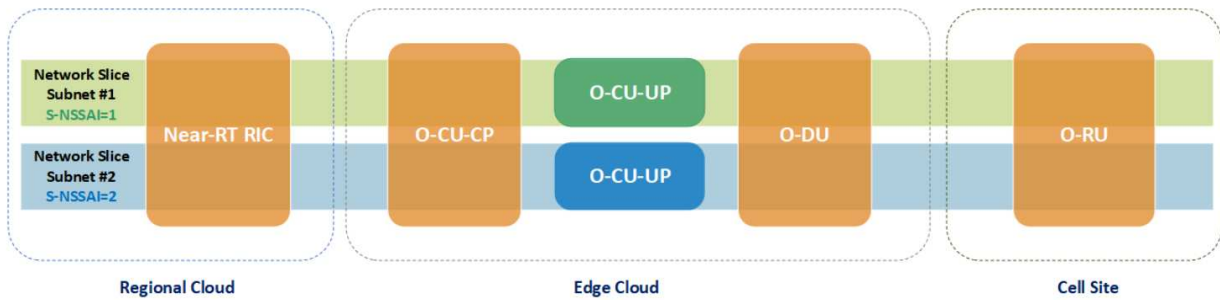 Network Slice
Subnet #1
S-NSSAI=1
Near-RT RIC
O-CU-CP
O-CU-UP
O-DU
O-RU
Network Slice
Subnet #2
S-NSSAI=2
O-CU-UP
Regional Cloud
Edge Cloud
Cell Site